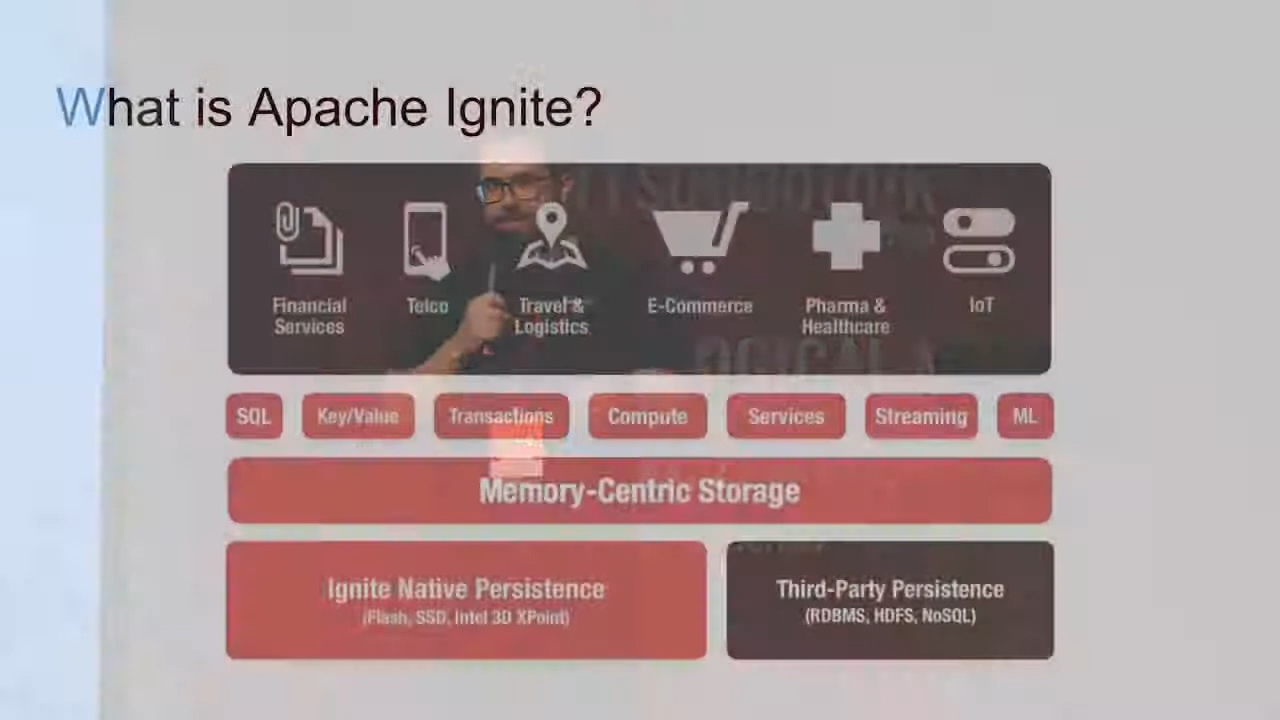 What is Apache Ignite?
Financial
Services
Telco
Travel &
Logistics
E-Commerce
Pharma &
Healthcare
IoT
SQL
Key/Value
Transactions
Compute
Services
Streaming
ML
Memory-Centric Storage
Ignite Native Persistence
(Flash, SSD, Intel 3D XPoint)
Third-Party Persistence
(RDBMS, HDFS, NoSQL)